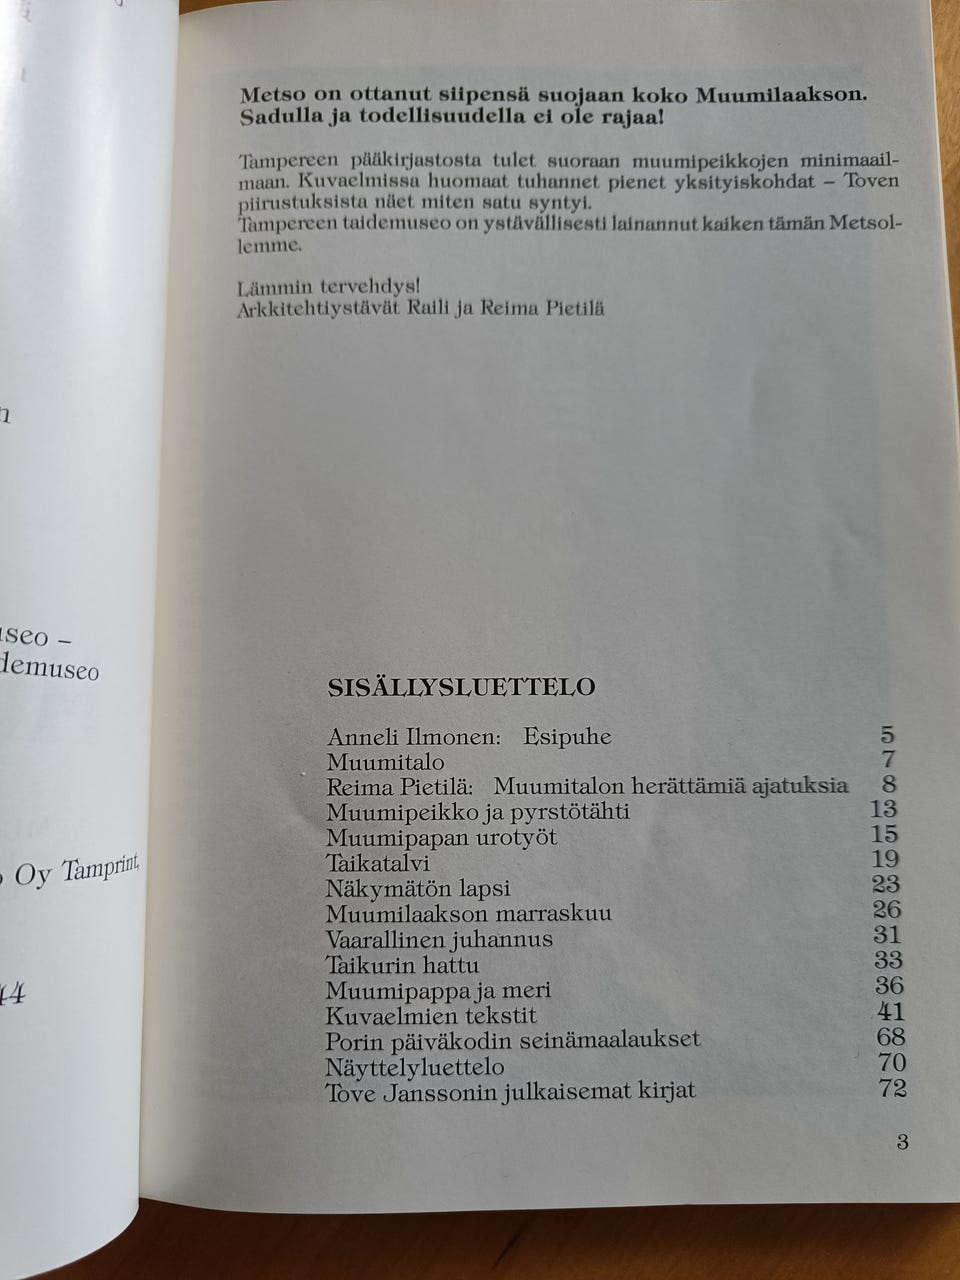 useo –
demuseo
Oy Tamprint,
44
Metso on ottanut siipensä suojaan koko Muumilaakson.
Sadulla ja todellisuudella ei ole rajaa!
Tampereen pääkirjastosta tulet suoraan muumipeikkojen minimaail-
maan. Kuvaelmissa huomaat tuhannet pienet yksityiskohdat – Toven
piirustuksista näet miten satu syntyi.
Tampereen taidemuseo on ystävällisesti lainannut kaiken tämän Metsol-
lemme.
Lämmin tervehdys!
Arkkitehtiystävät Raili ja Reima Pietilä
SISÄLLYSLUETTELO
Anneli Ilmonen: Esipuhe 5
Muumitalo 7
Reima Pietilä: Muumitalon herättämiä ajatuksia 8
Muumipeikko ja pyrstötähti 13
Muumipapan urotyöt 15
Taikatalvi 19
Näkymätön lapsi 23
Muumilaakson marraskuu 26
Vaarallinen juhannus 31
Taikurin hattu 33
Muumipappa ja meri 36
Kuvaelmien tekstit 41
Porin päiväkodin seinämaalaukset 68
Näyttelyluettelo 70
Tove Janssonin julkaisemat kirjat 72
3